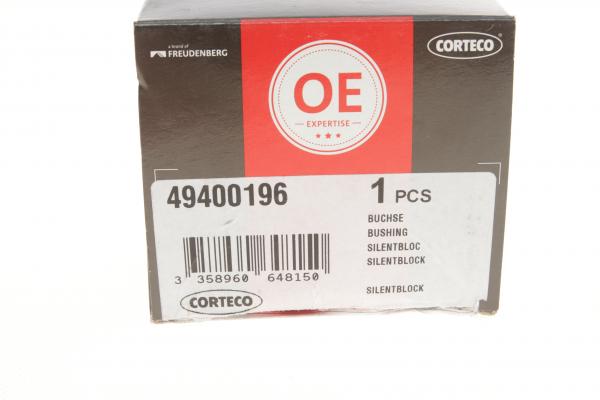 a brand of
FREUDENBERG
OE
EXPERTISE
CORTECO
49400196
1 PCS
BUCHSE
BUSHING
SILENTBLOC
SILENTBLOCK
SILENTBLOCK
3 358960 648150
CORTECO